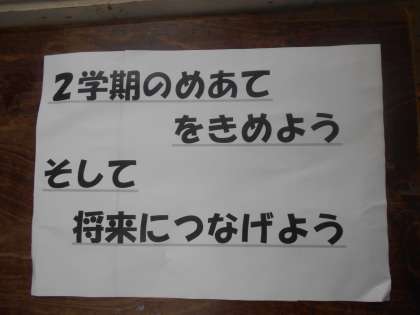 ２学期のめあて
をきめよう
そして
将来につなげよう